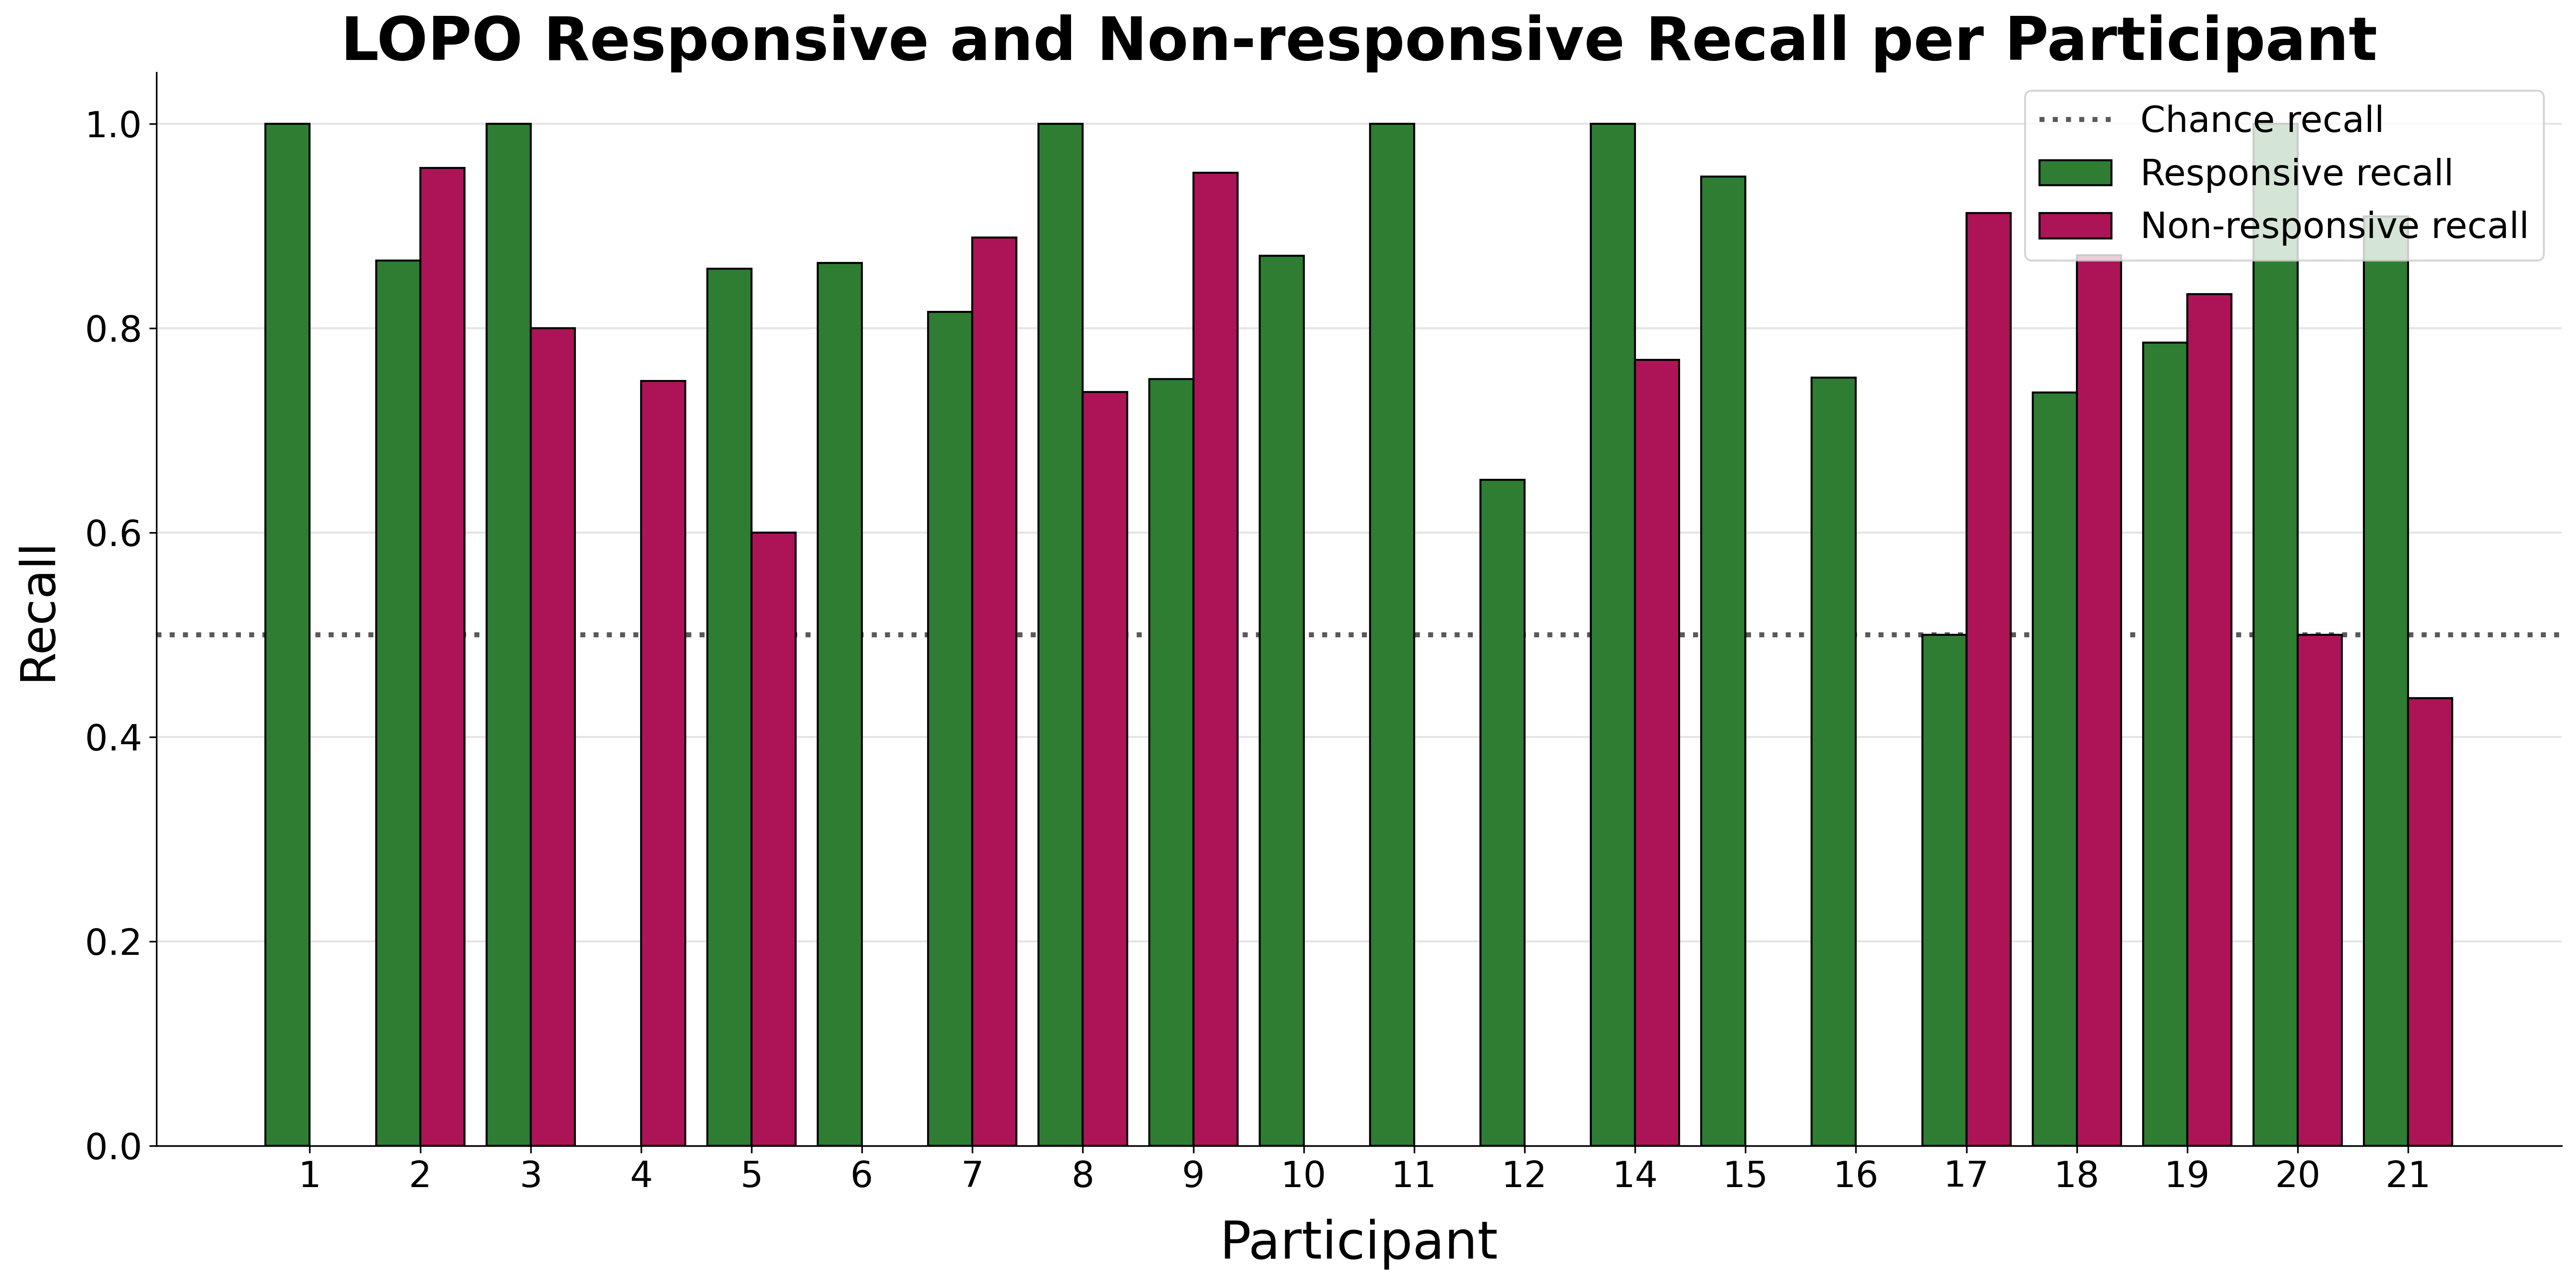 LOPO Responsive and Non-responsive Recall per Participant
Chance recall
Responsive recall
Non-responsive recall
Recall
1.0
0.8
0.6
0.4
0.2
0.0
1 2 3 4 5 6 7 8 9 10 11 12 14 15 16 17 18 19 20 21
Participant